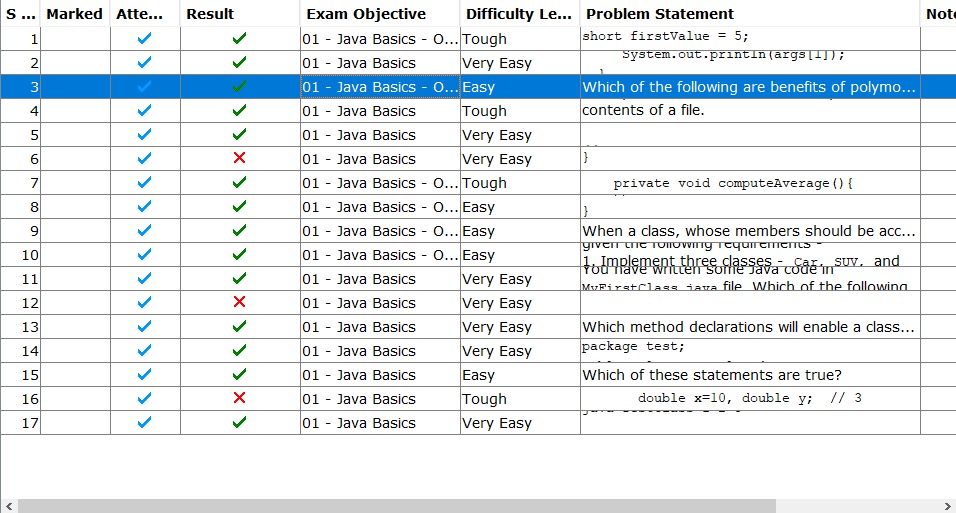 S ... Marked Atte... Result Exam Objective Difficulty Le... Problem Statement Note
1 01 - Java Basics - O... Tough short firstValue = 5;
2 01 - Java Basics Very Easy System.out.println(args[1]); }
3 01 - Java Basics - O... Easy Which of the following are benefits of polymo...
4 01 - Java Basics Tough contents of a file.
5 01 - Java Basics Very Easy
6 01 - Java Basics Very Easy }
7 01 - Java Basics - O... Tough private void computeAverage(){
8 01 - Java Basics - O... Easy }
9 01 - Java Basics - O... Easy When a class, whose members should be acc...
10 01 - Java Basics - O... Easy given the following requirements -
1. Implement three classes - Car, SUV, and
11 01 - Java Basics Very Easy You have written some Java code in
MyFirstClass.java file. Which of the following
12 01 - Java Basics Very Easy
13 01 - Java Basics Very Easy Which method declarations will enable a class...
14 01 - Java Basics Very Easy package test;
15 01 - Java Basics Easy Which of these statements are true?
16 01 - Java Basics Tough double x=10, double y; // 3
17 01 - Java Basics Very Easy